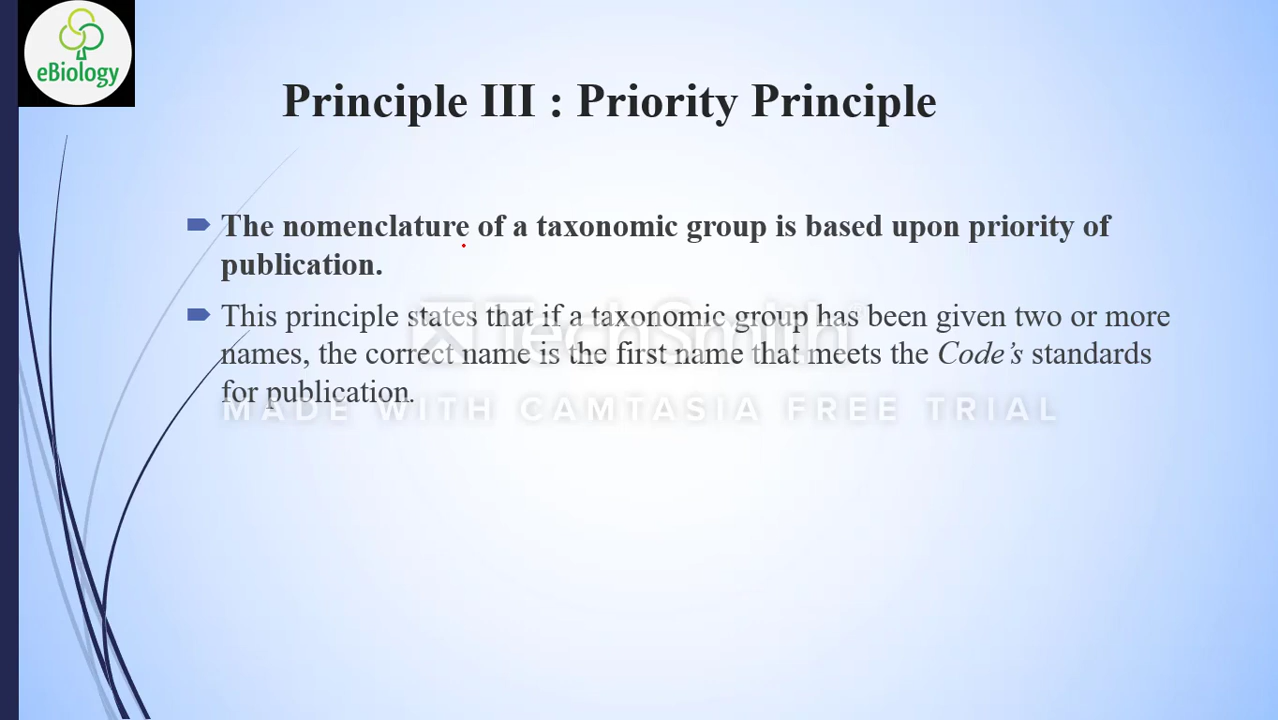 eBiology
Principle III : Priority Principle
The nomenclature of a taxonomic group is based upon priority of
publication.
This principle states that if a taxonomic group has been given two or more
names, the correct name is the first name that meets the Code’s standards
for publication.
TechSmith®
MADE WITH CAMTASIA FREE TRIAL